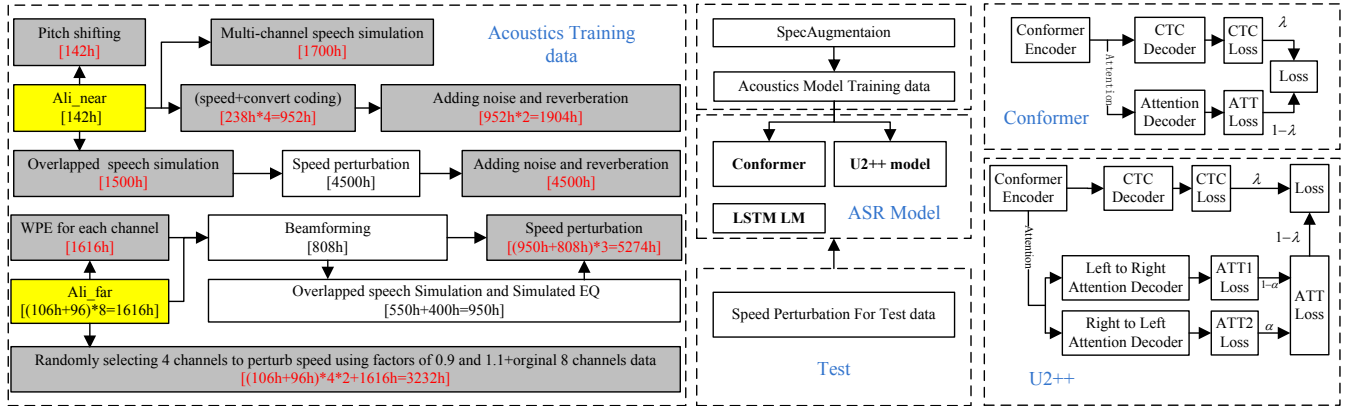 Pitch shifting
[142h]
Multi-channel speech simulation
[1700h]
Acoustics Training
data
Ali_near
[142h]
(speed+convert coding)
[238h*4=952h]
Adding noise and reverberation
[952h*2=1904h]
Overlapped speech simulation
[1500h]
Speed perturbation
[4500h]
Adding noise and reverberation
[4500h]
WPE for each channel
[1616h]
Beamforming
[808h]
Speed perturbation
[(950h+808h)*3=5274h]
Ali_far
[(106h+96)*8=1616h]
Overlapped speech Simulation and Simulated EQ
[550h+400h=950h]
Randomly selecting 4 channels to perturb speed using factors of 0.9 and 1.1+orginal 8 channels data
[(106h+96h)*4*2+1616h=3232h]
SpecAugmentaion
Acoustics Model Training data
Conformer
U2++ model
LSTM LM
ASR Model
Speed Perturbation For Test data
Test
Conformer
Encoder
CTC
Decoder
CTC
Loss
λ
Loss
Attention
Attention
Decoder
ATT
Loss
1-λ
Conformer
Conformer
Encoder
CTC
Decoder
CTC
Loss
λ
Loss
1-λ
Attention
Left to Right
Attention Decoder
ATT1
Loss
1-α
ATT
Loss
Right to Left
Attention Decoder
ATT2
Loss
α
U2++